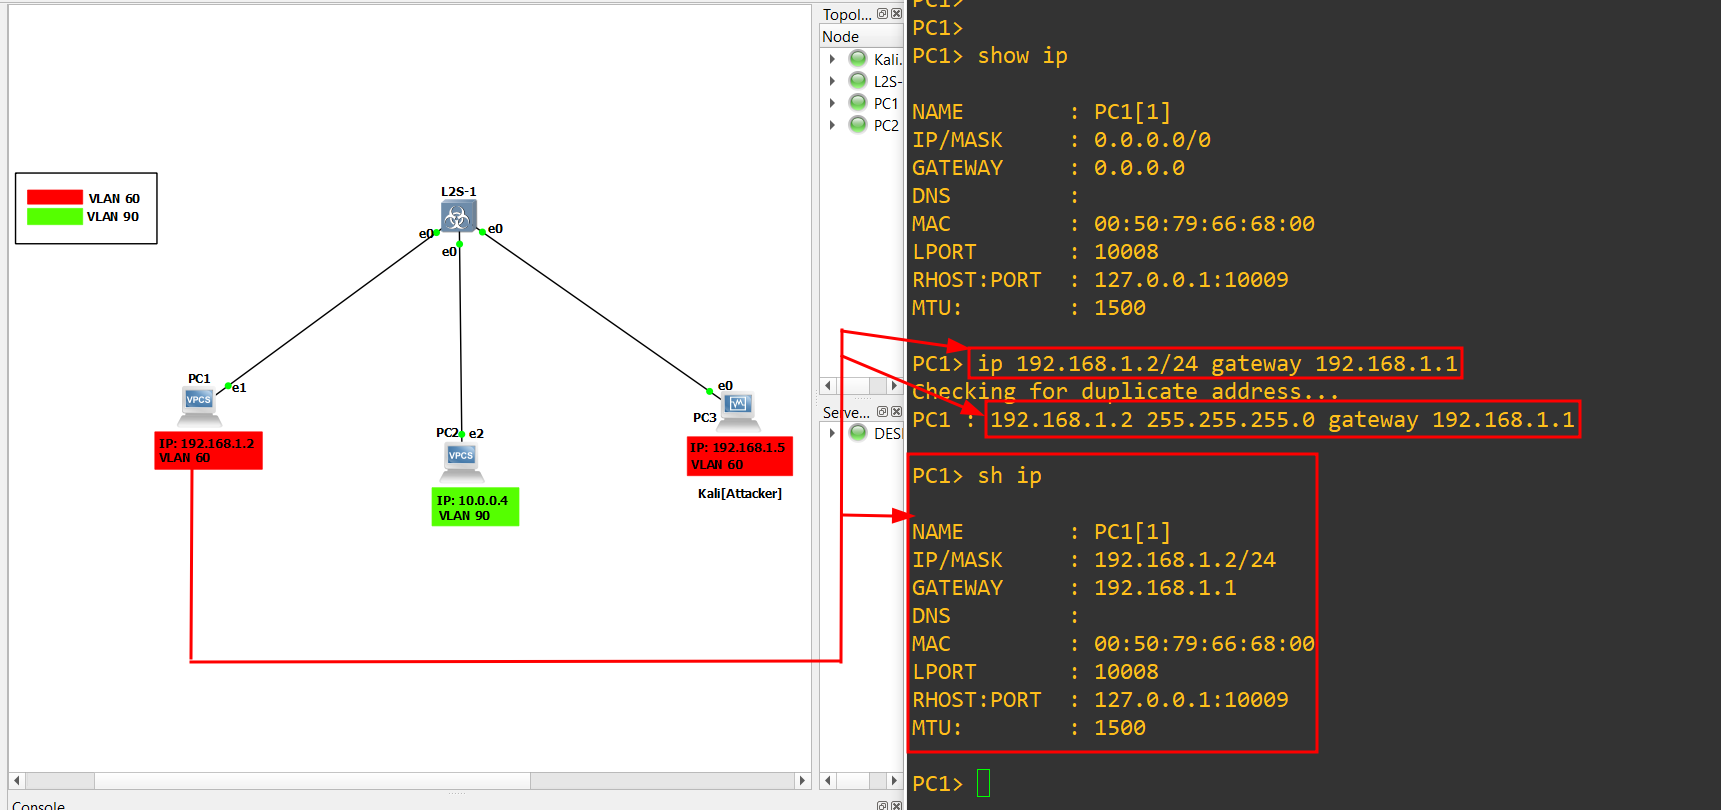 VLAN 60
VLAN 90
L2S-1
e0
e0
e0
PC1
e1
VPCS
IP: 192.168.1.2
VLAN 60
PC2
e2
VPCS
IP: 10.0.0.4
VLAN 90
e0
PC3
IP: 192.168.1.5
VLAN 60
Kali[Attacker]
Console
Topol...
Node
Kali.
L2S-
PC1
PC2
Serve...
DESI
PC1>
PC1>
PC1> show ip
NAME : PC1[1]
IP/MASK : 0.0.0.0/0
GATEWAY : 0.0.0.0
DNS :
MAC : 00:50:79:66:68:00
LPORT : 10008
RHOST:PORT : 127.0.0.1:10009
MTU: : 1500
PC1> ip 192.168.1.2/24 gateway 192.168.1.1
Checking for duplicate address...
PC1 : 192.168.1.2 255.255.255.0 gateway 192.168.1.1
PC1> sh ip
NAME : PC1[1]
IP/MASK : 192.168.1.2/24
GATEWAY : 192.168.1.1
DNS :
MAC : 00:50:79:66:68:00
LPORT : 10008
RHOST:PORT : 127.0.0.1:10009
MTU: : 1500
PC1>